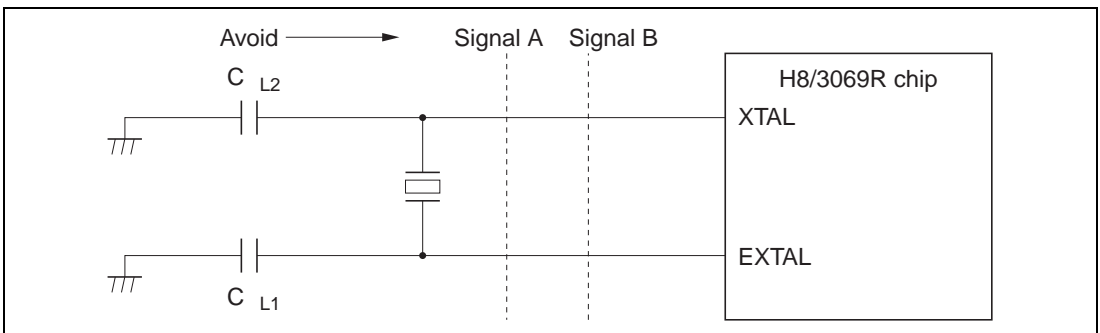 Avoid
Signal A
Signal B
C L2
H8/3069R chip
XTAL
EXTAL
C L1